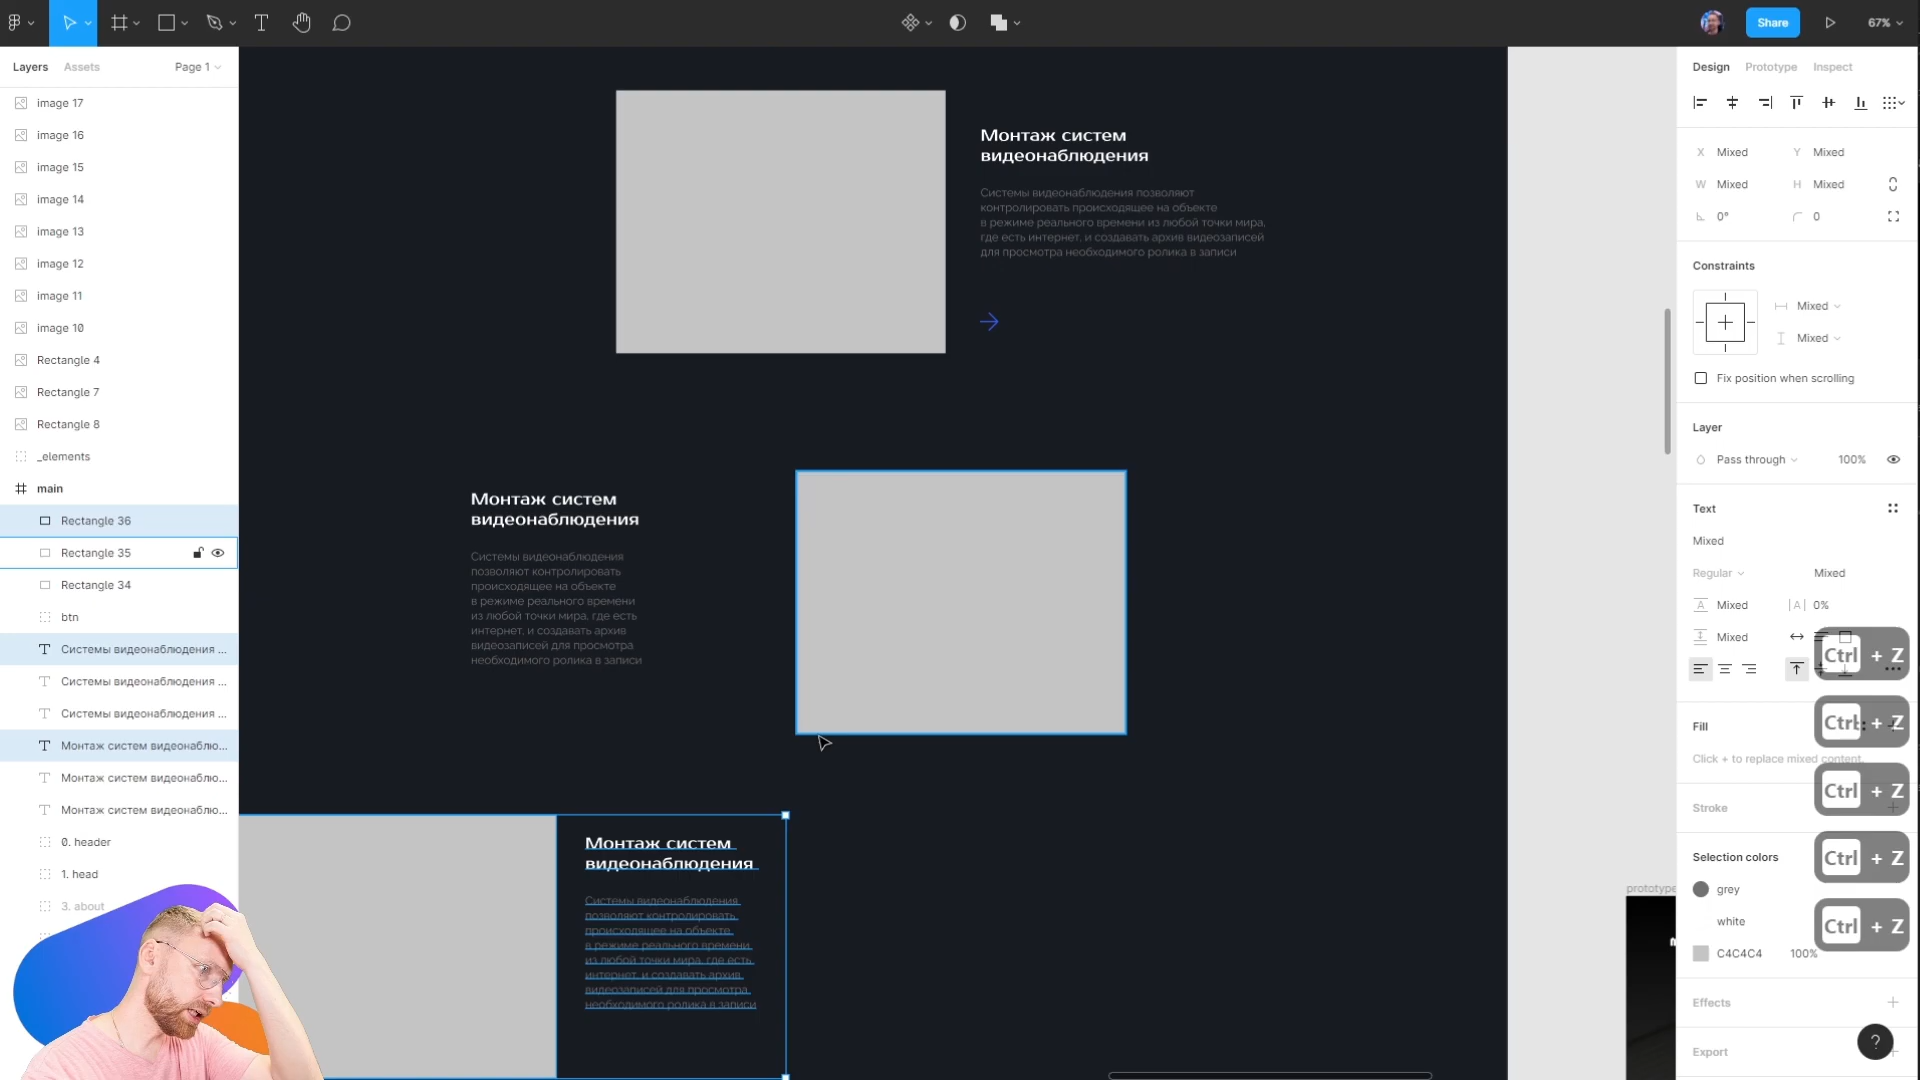 Share
67%
Layers
Assets
Page 1
Design
Prototype
Inspect
image 17
image 16
image 15
image 14
image 13
image 12
image 11
image 10
Rectangle 4
Rectangle 7
Rectangle 8
_elements
main
Rectangle 36
Rectangle 35
Rectangle 34
btn
Системы видеонаблюдения ...
Системы видеонаблюдения ...
Системы видеонаблюдения ...
Монтаж систем видеонаблю...
Монтаж систем видеонаблю...
Монтаж систем видеонаблю...
0. header
1. head
3. about
Монтаж систем
видеонаблюдения
Системы видеонаблюдения позволяют
контролировать происходящее на объекте
в режиме реального времени из любой точки мира,
где есть интернет, и создавать архив видеозаписей
для просмотра необходимого ролика в записи
Монтаж систем
видеонаблюдения
Системы видеонаблюдения
позволяют контролировать
происходящее на объекте
в режиме реального времени
из любой точки мира, где есть
интернет, и создавать архив
видеозаписей для просмотра
необходимого ролика в записи
Монтаж систем
видеонаблюдения
Системы видеонаблюдения
позволяют контролировать
происходящее на объекте
в режиме реального времени
из любой точки мира, где есть
интернет, и создавать архив
видеозаписей для просмотра
необходимого ролика в записи
prototype
X Mixed Y Mixed
W Mixed H Mixed
0° 0
Constraints
Mixed
Mixed
Fix position when scrolling
Layer
Pass through 100%
Text
Mixed
Regular Mixed
Mixed |A| 0%
Mixed
Ctrl + Z
Fill
Ctrl + Z
Click + to replace mixed content.
Ctrl + Z
Stroke
Selection colors
Ctrl + Z
grey
white
Ctrl + Z
C4C4C4 100%
Effects
Export
?